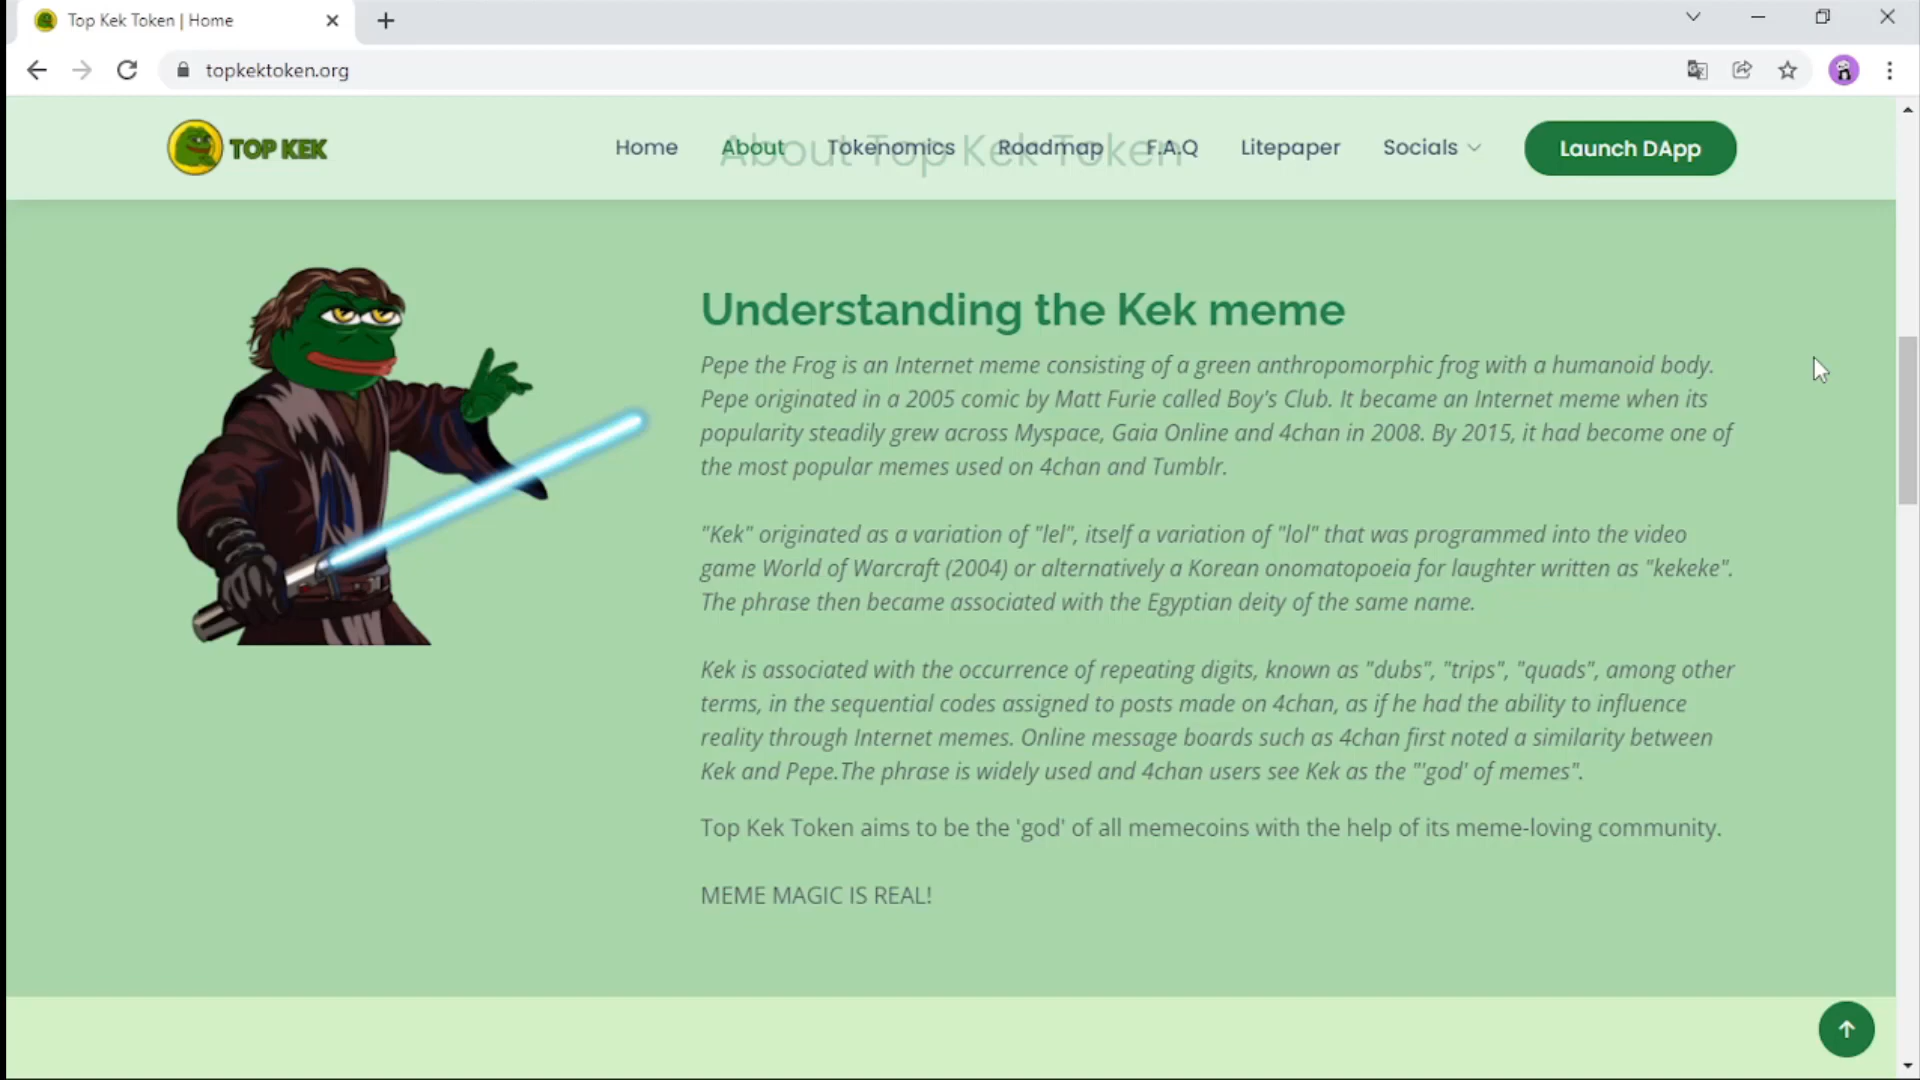 Top Kek Token | Home
topkektoken.org
TOP KEK
Home
About
Tokenomics
Roadmap
F.A.Q
Litepaper
Socials
Launch DApp
About Top Kek Token
Understanding the Kek meme
Pepe the Frog is an Internet meme consisting of a green anthropomorphic frog with a humanoid body.
Pepe originated in a 2005 comic by Matt Furie called Boy's Club. It became an Internet meme when its
popularity steadily grew across Myspace, Gaia Online and 4chan in 2008. By 2015, it had become one of
the most popular memes used on 4chan and Tumblr.
"Kek" originated as a variation of "lel", itself a variation of "lol" that was programmed into the video
game World of Warcraft (2004) or alternatively a Korean onomatopoeia for laughter written as "kekeke".
The phrase then became associated with the Egyptian deity of the same name.
Kek is associated with the occurrence of repeating digits, known as "dubs", "trips", "quads", among other
terms, in the sequential codes assigned to posts made on 4chan, as if he had the ability to influence
reality through Internet memes. Online message boards such as 4chan first noted a similarity between
Kek and Pepe.The phrase is widely used and 4chan users see Kek as the "'god' of memes".
Top Kek Token aims to be the 'god' of all memecoins with the help of its meme-loving community.
MEME MAGIC IS REAL!